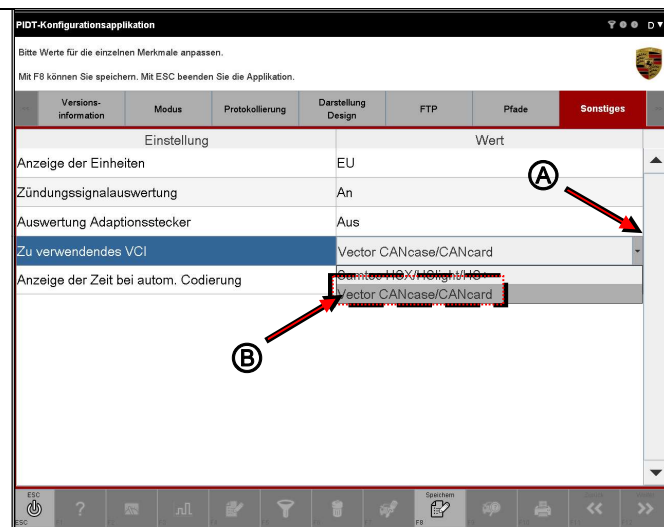 PIDT-Konfigurationsapplikation
D
Bitte Werte für die einzelnen Merkmale anpassen.
Mit F8 können Sie speichern. Mit ESC beenden Sie die Applikation.
Versions-
information
Modus
Protokollierung
Darstellung
Design
FTP
Pfade
Sonstiges
Einstellung
Wert
Anzeige der Einheiten
EU
A
Zündungssignalauswertung
An
Auswertung Adaptionsstecker
Aus
Zu verwendendes VCI
Vector CANcase/CANcard
Anzeige der Zeit bei autom. Codierung
Vector CANcase/CANcard
B
ESC
ESC
Speichern
F8